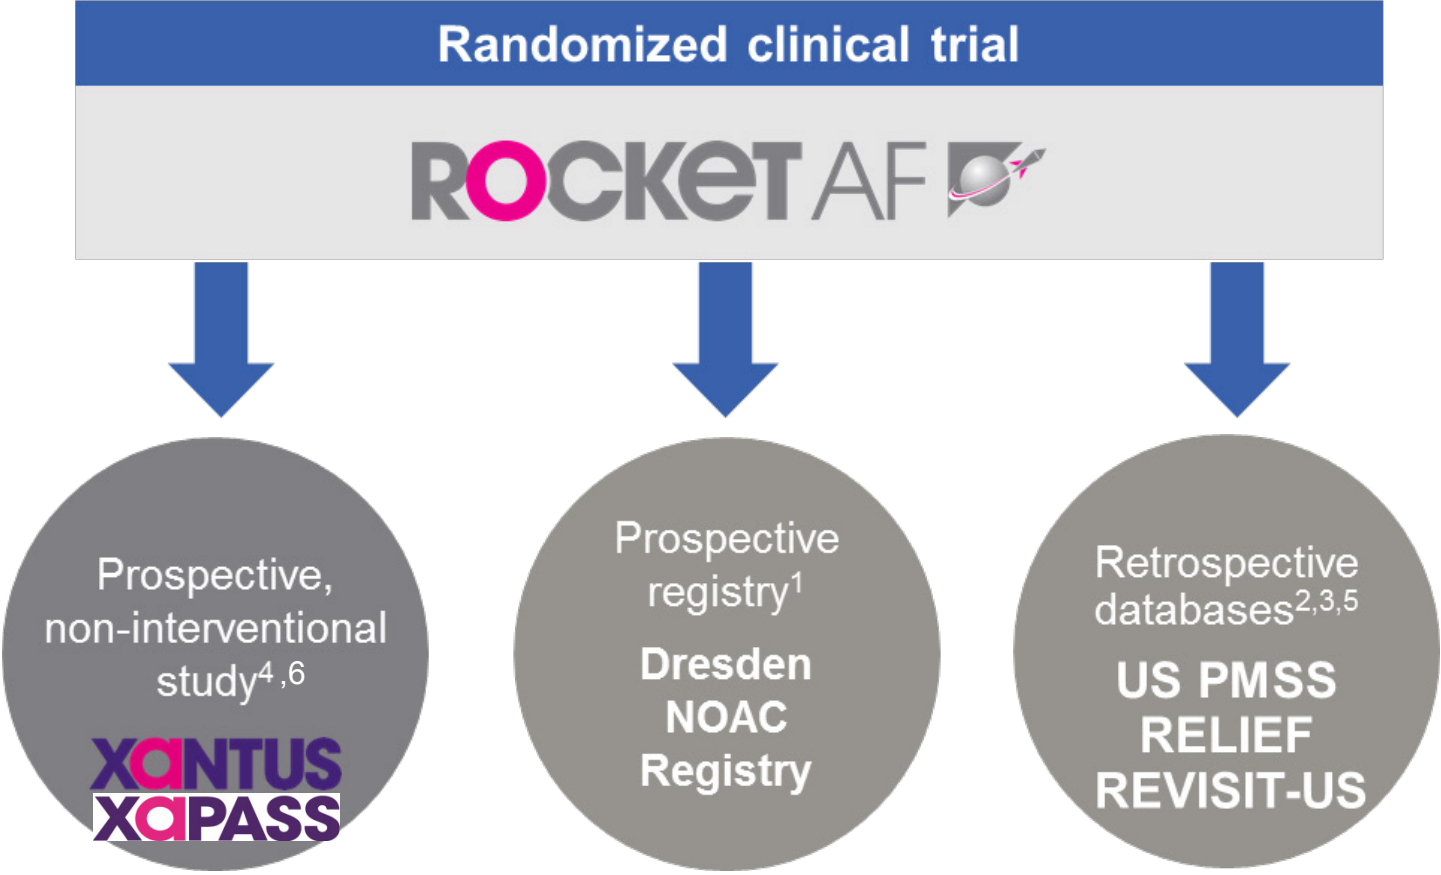 Randomized clinical trial
ROCKET AF
Prospective,
non-interventional
study4,6
XANTUS
XAPASS
Prospective
registry1
Dresden
NOAC
Registry
Retrospective
databases2,3,5
US PMSS
RELIEF
REVISIT-US